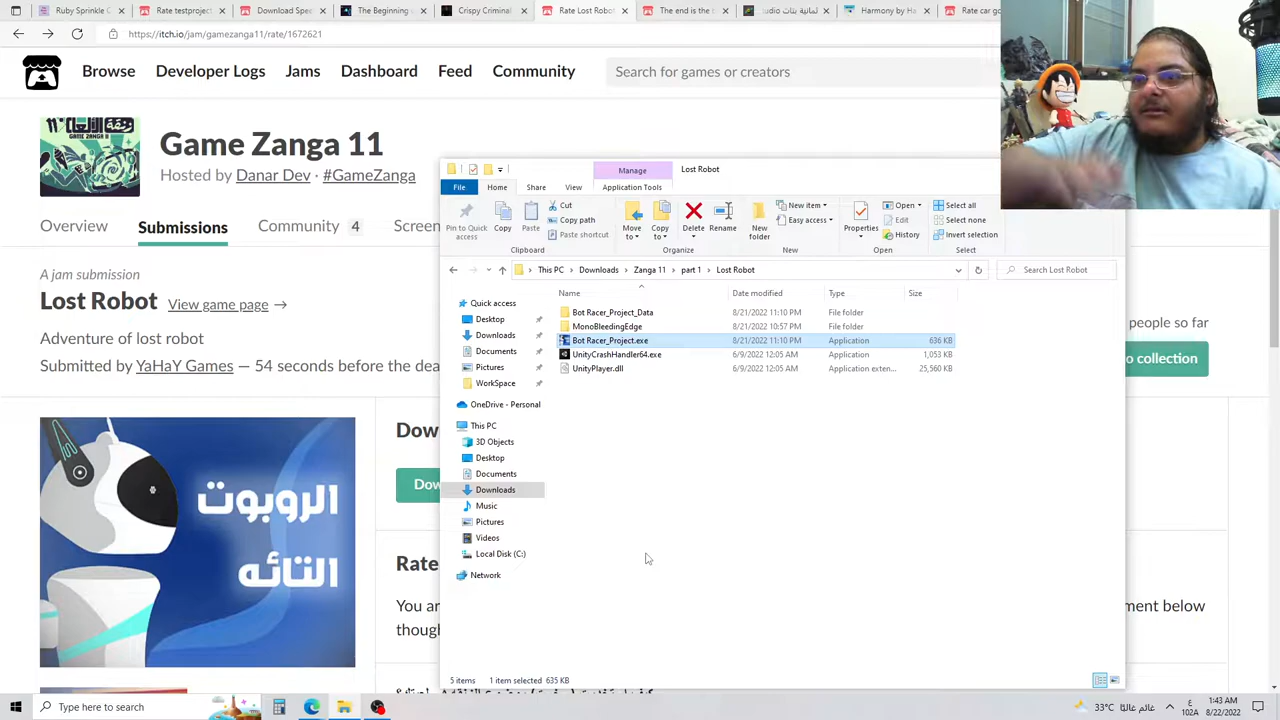 Ruby Sprinkle C
Rate testproject
Download Spec
The Beginning
Crispy Criminal
Rate Lost Robot
The end is the
لمانية بنات
audio
Harmony by Ha
Rate car go
https://itch.io/jam/gamezanga11/rate/1672621
Browse
Developer Logs
Jams
Dashboard
Feed
Community
Search for games or creators
Game Zanga 11
Hosted by Danar Dev · #GameZanga
Overview
Submissions
Community 4
Screen
A jam submission
Lost Robot View game page →
Adventure of lost robot
Submitted by YaHaY Games — 54 seconds before the dea
people so far
o collection
الروبوت
التائه
Dow
Dow
Rate
You ar
ment below
though
Manage
Lost Robot
File
Home
Share
View
Application Tools
Pin to Quick access
Copy
Paste
Cut
Copy path
Paste shortcut
Clipboard
Move to
Copy to
Delete
Rename
Organize
New folder
New item
Easy access
New
Properties
Open
Edit
History
Open
Select all
Select none
Invert selection
Select
This PC
Downloads
Zanga 11
part 1
Lost Robot
Search Lost Robot
Name
Date modified
Type
Size
Bot Racer_Project_Data 8/21/2022 11:10 PM File folder
MonoBleedingEdge 8/21/2022 10:57 PM File folder
Bot Racer_Project.exe 8/21/2022 11:10 PM Application 636 KB
UnityCrashHandler64.exe 6/9/2022 12:05 AM Application 1,053 KB
UnityPlayer.dll 6/9/2022 12:05 AM Application exten... 25,560 KB
Quick access
Desktop
Downloads
Documents
Pictures
WorkSpace
OneDrive - Personal
This PC
3D Objects
Desktop
Documents
Downloads
Music
Pictures
Videos
Local Disk (C:)
Network
5 items 1 item selected 635 KB
Type here to search
33°C غائم غالبًا
1:43 AM
8/22/2022